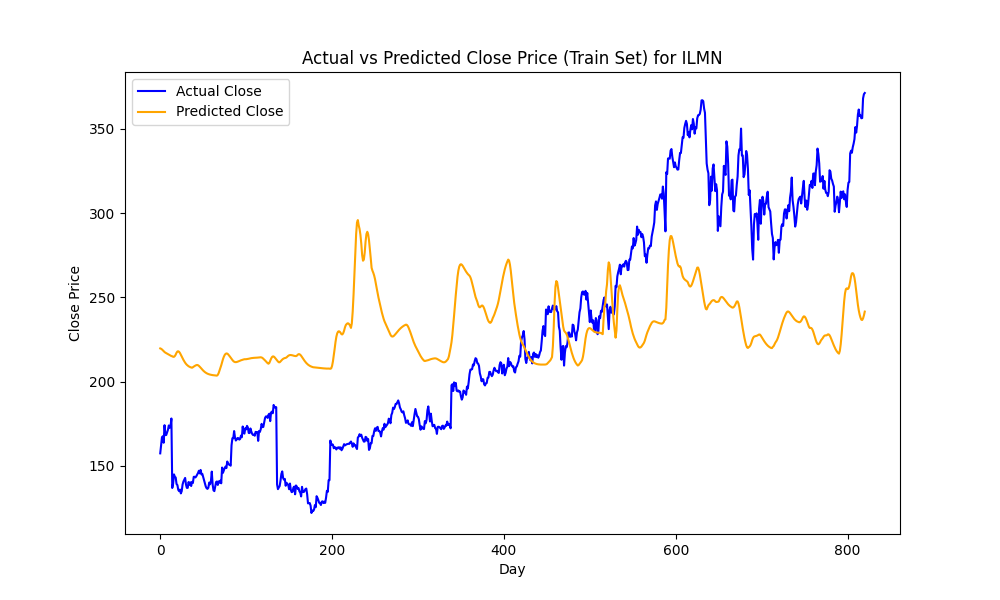 Actual vs Predicted Close Price (Train Set) for ILMN
Actual Close
Predicted Close
Close Price
350
300
250
200
150
0 200 400 600 800
Day